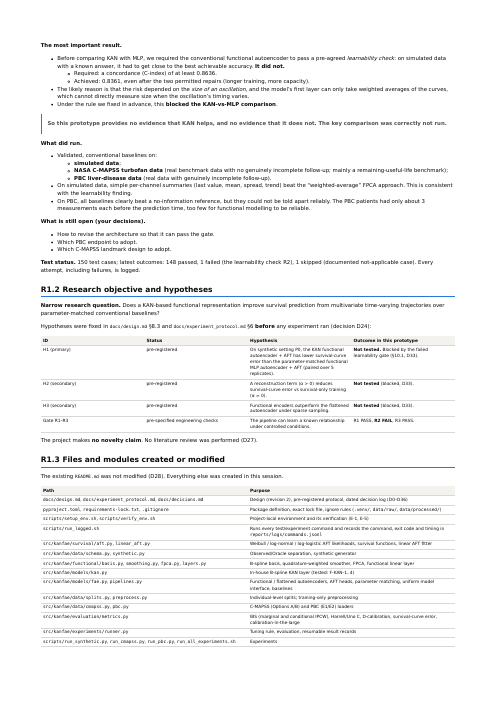 The most important result.
Before comparing KAN with MLP, we required the conventional functional autoencoder to pass a pre-agreed learnability check: on simulated data
with a known answer, it had to get close to the best achievable accuracy. It did not.
Required: a concordance (C-index) of at least 0.8636.
Achieved: 0.8361, even after the two permitted repairs (longer training, more capacity).
The likely reason is that the risk depended on the size of an oscillation, and the model's first layer can only take weighted averages of the curves,
which cannot directly measure size when the oscillation's timing varies.
Under the rule we fixed in advance, this blocked the KAN-vs-MLP comparison.
So this prototype provides no evidence that KAN helps, and no evidence that it does not. The key comparison was correctly not run.
What did run.
Validated, conventional baselines on:
simulated data;
NASA C-MAPSS turbofan data (real benchmark data with no genuinely incomplete follow-up; mainly a remaining-useful-life benchmark);
PBC liver-disease data (real data with genuinely incomplete follow-up).
On simulated data, simple per-channel summaries (last value, mean, spread, trend) beat the "weighted-average" FPCA approach. This is consistent
with the learnability finding.
On PBC, all baselines clearly beat a no-information reference, but they could not be told apart reliably. The PBC patients had only about 3
measurements each before the prediction time, too few for functional modelling to be reliable.
What is still open (your decisions).
How to revise the architecture so that it can pass the gate.
Which PBC endpoint to adopt.
Which C-MAPSS landmark design to adopt.
Test status. 150 test cases; latest outcomes: 148 passed, 1 failed (the learnability check R2), 1 skipped (documented not-applicable case). Every
attempt, including failures, is logged.
R1.2 Research objective and hypotheses
Narrow research question. Does a KAN-based functional representation improve survival prediction from multivariate time-varying trajectories over
parameter-matched conventional baselines?
Hypotheses were fixed in docs/design.md §8.3 and docs/experiment_protocol.md §6 before any experiment ran (decision D24):
ID Status Hypothesis Outcome in this prototype
H1 (primary) pre-registered On synthetic setting P0, the KAN functional Not tested. Blocked by the failed
autoencoder + AFT has lower survival-curve learnability gate (§10.1, D33).
error than the parameter-matched functional
MLP autoencoder + AFT (paired over 5
replicates).
H2 (secondary) pre-registered A reconstruction term (α > 0) reduces Not tested (blocked, D33).
survival-curve error vs survival-only training
(α = 0).
H3 (secondary) pre-registered Functional encoders outperform the flattened Not tested (blocked, D33).
autoencoder under sparse sampling.
Gate R1–R3 pre-specified engineering checks The pipeline can learn a known relationship R1 PASS, R2 FAIL, R3 PASS.
under controlled conditions.
The project makes no novelty claim. No literature review was performed (D27).
R1.3 Files and modules created or modified
The existing README.md was not modified (D28). Everything else was created in this session.
Path Purpose
docs/design.md, docs/experiment_protocol.md, docs/decisions.md Design (revision 2), pre-registered protocol, dated decision log (D0–D36)
pyproject.toml, requirements-lock.txt, .gitignore Package definition, exact lock file, ignore rules (.venv/, data/raw/, data/processed/)
scripts/setup_env.sh, scripts/verify_env.sh Project-local environment and its verification (E-1, E-5)
scripts/run_logged.sh Runs every test/experiment command and records the command, exit code and timing in
reports/logs/commands.jsonl
src/kanfae/survival/aft.py, linear_aft.py Weibull / log-normal / log-logistic AFT likelihoods, survival functions, linear AFT fitter
src/kanfae/data/schema.py, synthetic.py Observed/Oracle separation, synthetic generator
src/kanfae/functional/basis.py, smoothing.py, fpca.py, layers.py B-spline basis, quadrature-weighted smoother, FPCA, functional linear layer
src/kanfae/models/kan.py In-house B-spline KAN layer (tested: F-KAN-1..4)
src/kanfae/models/fae.py, pipelines.py Functional / flattened autoencoders, AFT heads, parameter matching, uniform model
interface, baselines
src/kanfae/data/splits.py, preprocess.py Individual-level splits; training-only preprocessing
src/kanfae/data/cmapss.py, pbc.py C-MAPSS (Options A/B) and PBC (E1/E2) loaders
src/kanfae/evaluation/metrics.py IBS (marginal and conditional IPCW), Harrell/Uno C, D-calibration, survival-curve error,
calibration-in-the-large
src/kanfae/experiments/runner.py Tuning rule, evaluation, resumable result records
scripts/run_synthetic.py, run_cmapss.py, run_pbc.py, run_all_experiments.sh Experiments